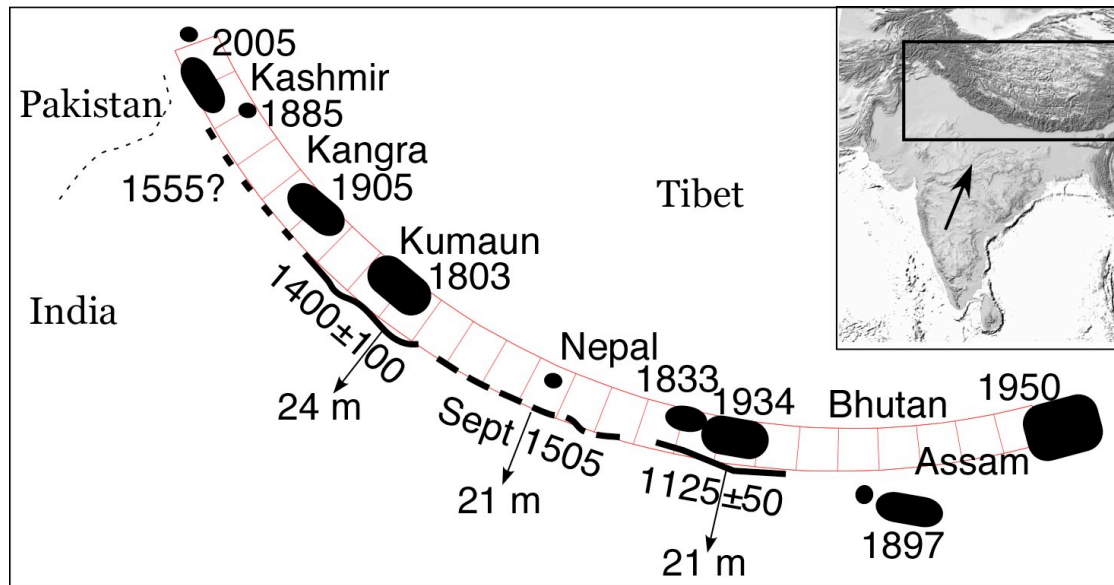 2005
Kashmir
1885
Pakistan
Kangra
1905
1555?
Tibet
Kumaun
1803
India
1400±100
24 m
Nepal
Sept 1505
21 m
1833
1934
1125±50
21 m
Bhutan
1950
Assam
1897